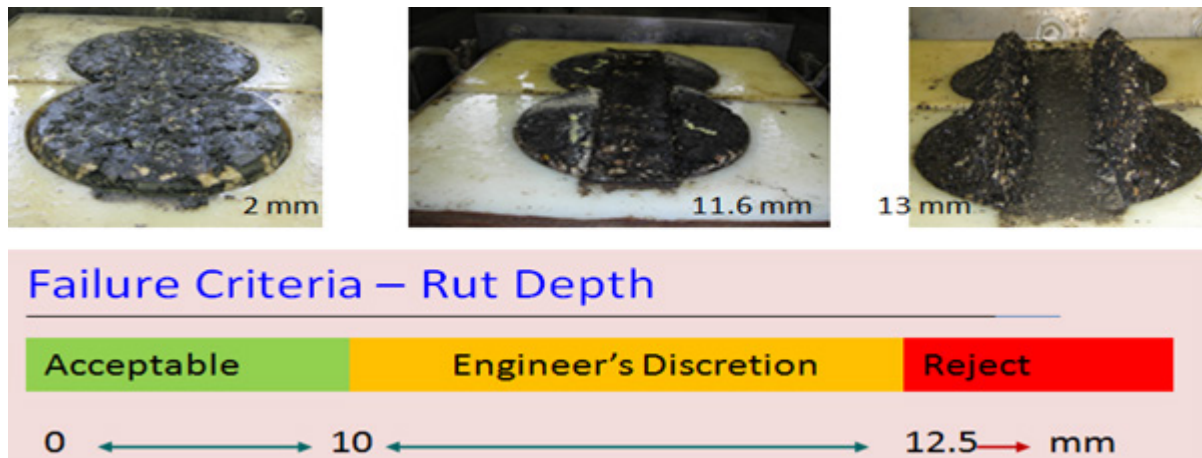 2 mm
11.6 mm
13 mm
Failure Criteria – Rut Depth
Acceptable
Engineer’s Discretion
Reject
0
10
12.5
mm